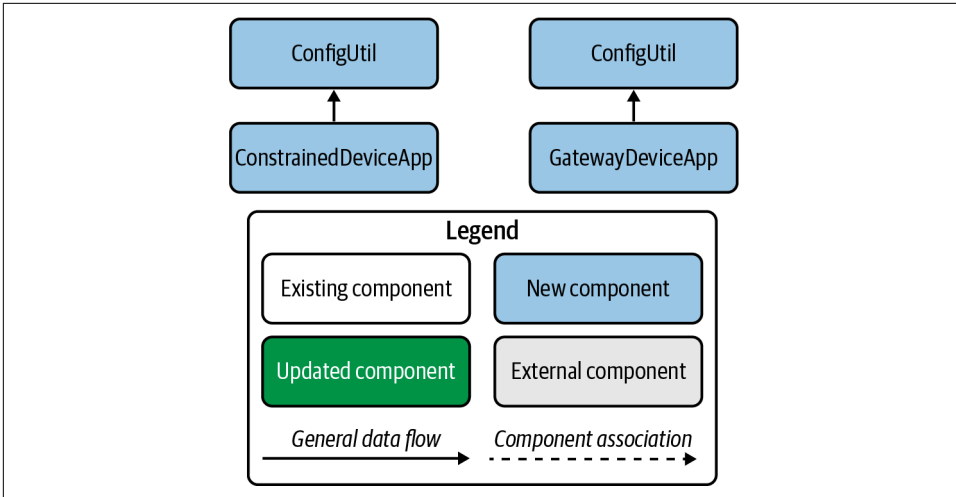 ConfigUtil
ConfigUtil
ConstrainedDeviceApp
GatewayDeviceApp
Legend
Existing component
New component
Updated component
External component
General data flow
Component association